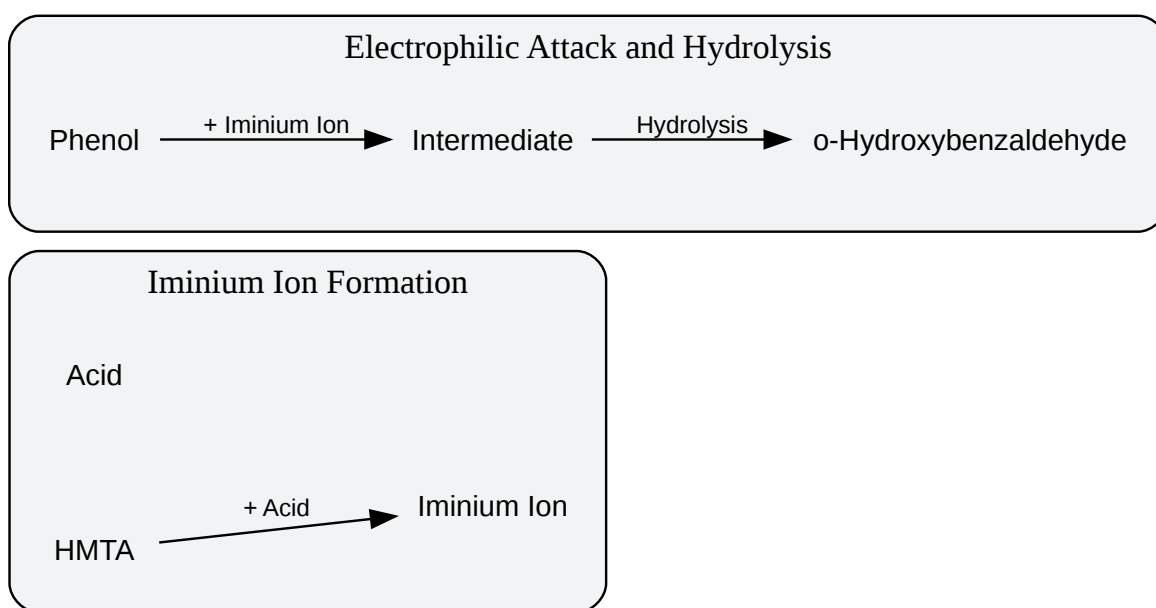 Electrophilic Attack and Hydrolysis
Phenol + Iminium Ion Intermediate Hydrolysis o-Hydroxybenzaldehyde
Iminium Ion Formation
Acid
+ Acid Iminium Ion
HMTA